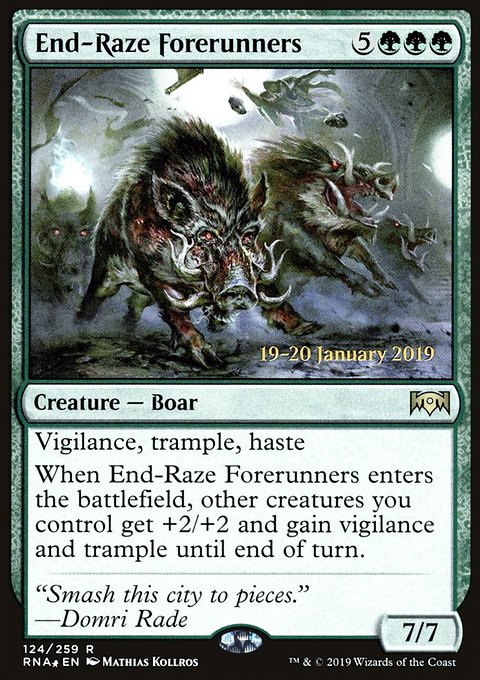 End-Raze Forerunners 5
19–20 January 2019
Creature — Boar
Vigilance, trample, haste
When End-Raze Forerunners enters
the battlefield, other creatures you
control get +2/+2 and gain vigilance
and trample until end of turn.
“Smash this city to pieces.”
—Domri Rade
7/7
124/259 R
RNA★EN Mathias Kollros
™ & © 2019 Wizards of the Coast